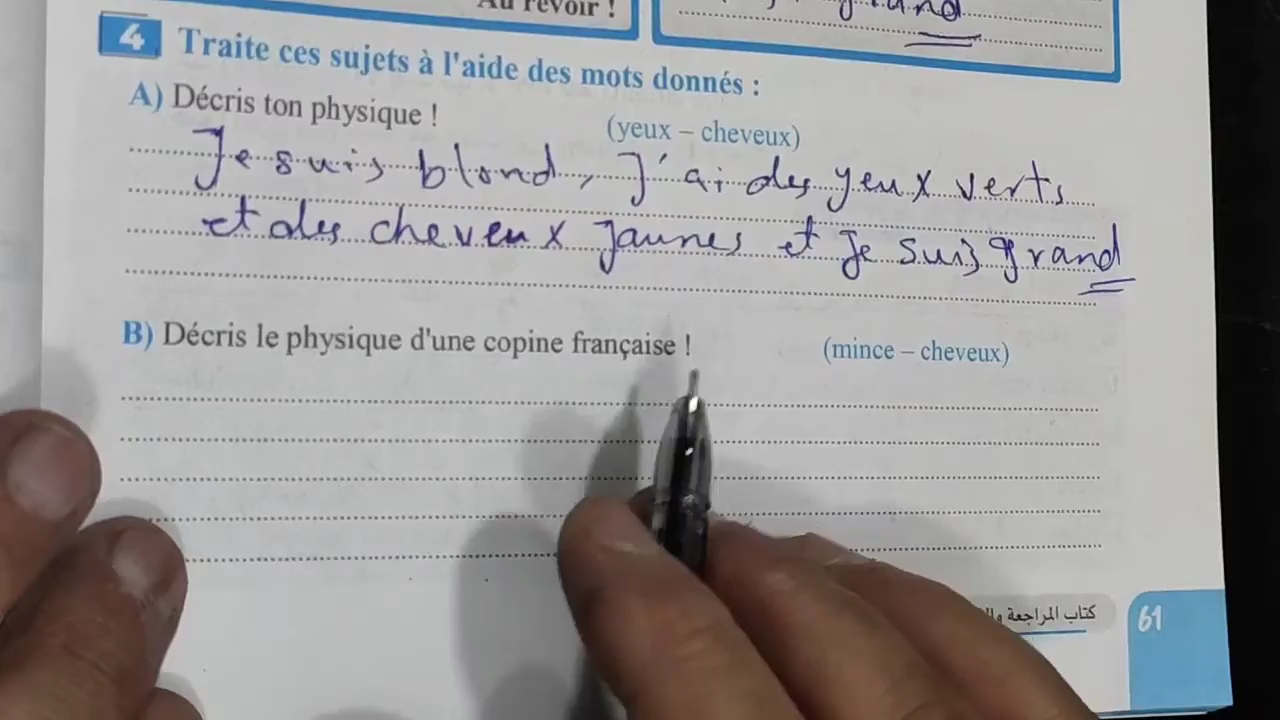 Au revoir !
grand
4 Traite ces sujets à l'aide des mots donnés :
A) Décris ton physique ! (yeux – cheveux)
Je suis blond, J'ai des yeux verts
et des cheveux jaunes et je suis grand
B) Décris le physique d'une copine française ! (mince – cheveux)
كتاب المراجعة
61